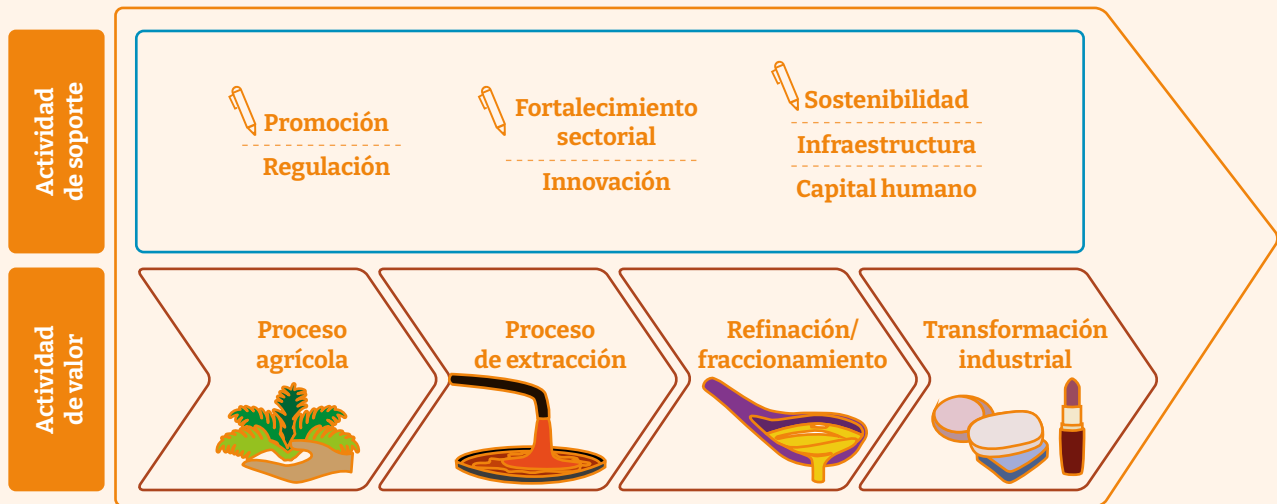 Actividad
de soporte
Promoción
Regulación
Fortalecimiento
sectorial
Innovación
Sostenibilidad
Infraestructura
Capital humano
Actividad
de valor
Proceso
agrícola
Proceso
de extracción
Refinación/
fraccionamiento
Transformación
industrial